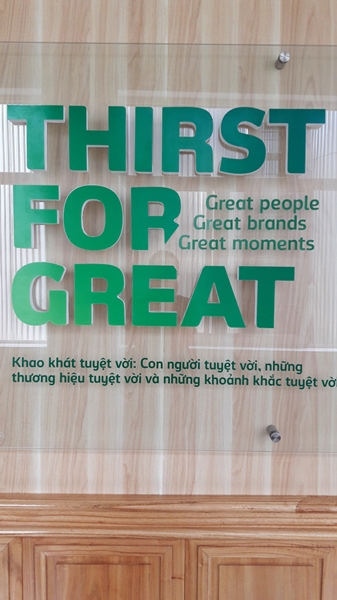 THIRST
FOR
Great people
Great brands
Great moments
GREAT
Khao khát tuyệt vời: Con người tuyệt vời, những
thương hiệu tuyệt vời và những khoảnh khắc tuyệt vời